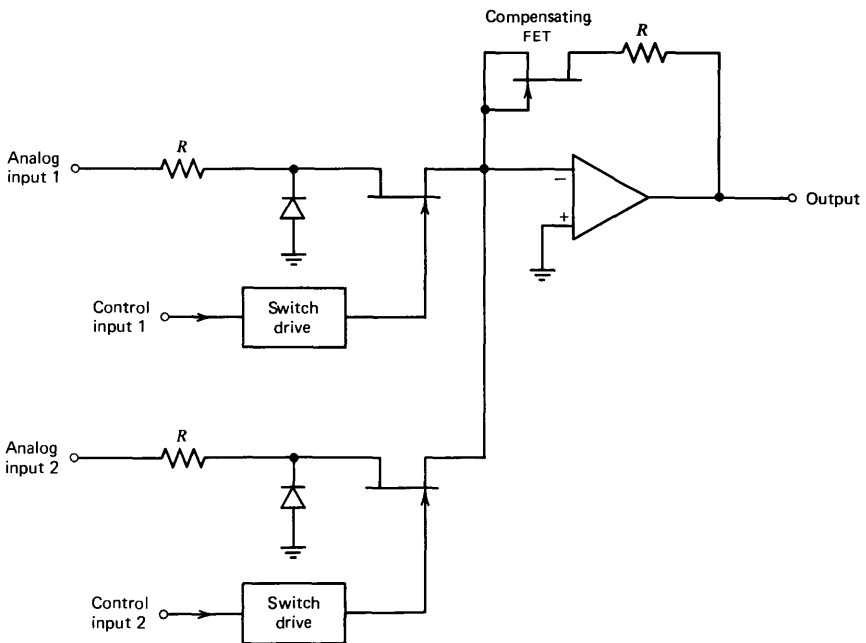 Compensating
FET
R
R
Analog
input 1
−
+
Output
Control
input 1
Switch
drive
R
Analog
input 2
Control
input 2
Switch
drive